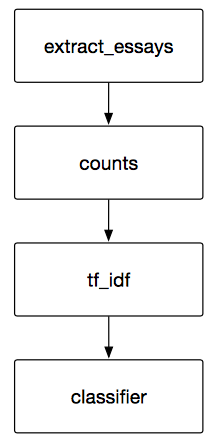 extract_essays
counts
tf_idf
classifier